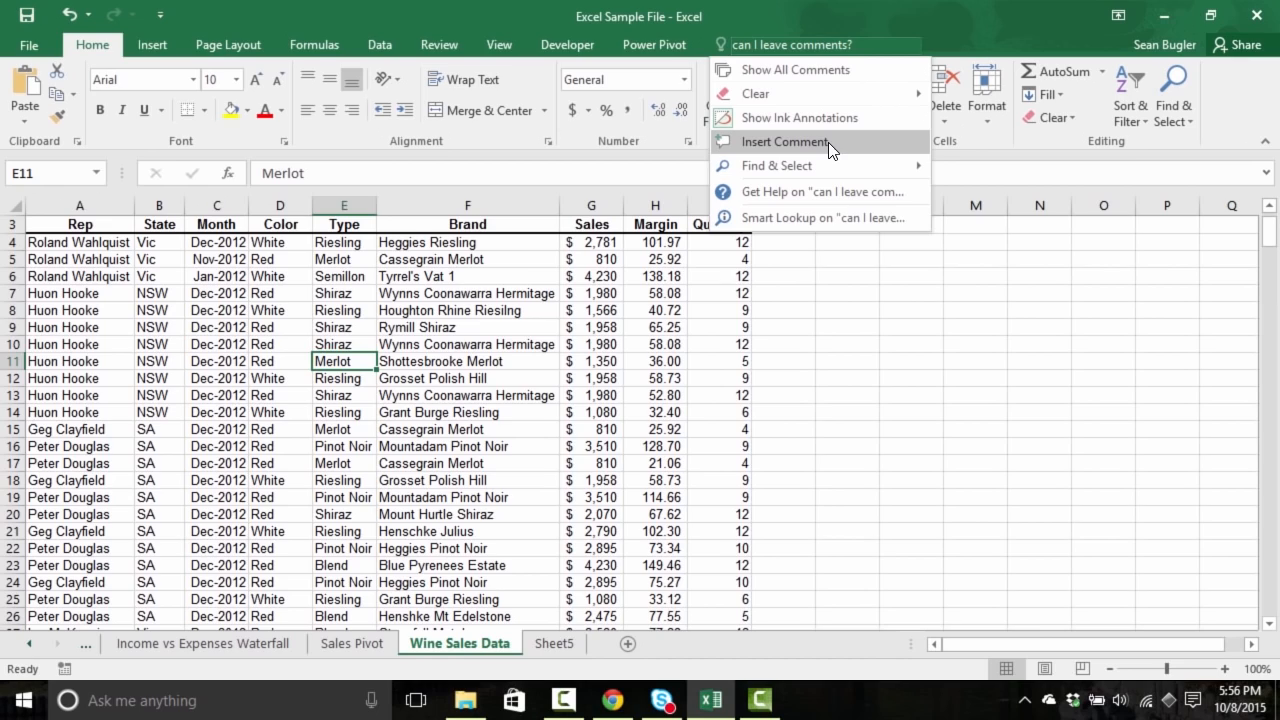 Excel Sample File - Excel
File Home Insert Page Layout Formulas Data Review View Developer Power Pivot can I leave comments? Sean Bugler Share
Paste
Clipboard
Arial 10
B I U
Font
Wrap Text
Merge & Center
Alignment
General
$ % ,
Number
Show All Comments
Clear
Show Ink Annotations
Insert Comment
Find & Select
Get Help on "can I leave com...
Smart Lookup on "can I leave...
Delete Format
Cells
AutoSum
Fill
Clear
Sort & Filter
Find & Select
Editing
E11 fx Merlot
A B C D E F G H M N O P Q
3 Rep State Month Color Type Brand Sales Margin Qu
4 Roland Wahlquist Vic Dec-2012 White Riesling Heggies Riesling $ 2,781 101.97 12
5 Roland Wahlquist Vic Nov-2012 Red Merlot Cassegrain Merlot $ 810 25.92 4
6 Roland Wahlquist Vic Jan-2012 White Semillon Tyrrel's Vat 1 $ 4,230 138.18 12
7 Huon Hooke NSW Dec-2012 Red Shiraz Wynns Coonawarra Hermitage $ 1,980 58.08 12
8 Huon Hooke NSW Dec-2012 White Riesling Houghton Rhine Riesilng $ 1,566 40.72 9
9 Huon Hooke NSW Dec-2012 Red Shiraz Rymill Shiraz $ 1,958 65.25 9
10 Huon Hooke NSW Dec-2012 Red Shiraz Wynns Coonawarra Hermitage $ 1,980 58.08 12
11 Huon Hooke NSW Dec-2012 Red Merlot Shottesbrooke Merlot $ 1,350 36.00 5
12 Huon Hooke NSW Dec-2012 White Riesling Grosset Polish Hill $ 1,958 58.73 9
13 Huon Hooke NSW Dec-2012 Red Shiraz Wynns Coonawarra Hermitage $ 1,980 52.80 12
14 Huon Hooke NSW Dec-2012 White Riesling Grant Burge Riesling $ 1,080 32.40 6
15 Geg Clayfield SA Dec-2012 Red Merlot Cassegrain Merlot $ 810 25.92 4
16 Peter Douglas SA Dec-2012 Red Pinot Noir Mountadam Pinot Noir $ 3,510 128.70 9
17 Peter Douglas SA Dec-2012 Red Merlot Cassegrain Merlot $ 810 21.06 4
18 Geg Clayfield SA Dec-2012 White Riesling Grosset Polish Hill $ 1,958 58.73 9
19 Peter Douglas SA Dec-2012 Red Pinot Noir Mountadam Pinot Noir $ 3,510 114.66 9
20 Peter Douglas SA Dec-2012 Red Shiraz Mount Hurtle Shiraz $ 2,070 67.62 12
21 Geg Clayfield SA Dec-2012 White Riesling Henschke Julius $ 2,790 102.30 12
22 Peter Douglas SA Dec-2012 Red Pinot Noir Heggies Pinot Noir $ 2,895 73.34 10
23 Peter Douglas SA Dec-2012 Red Blend Blue Pyrenees Estate $ 4,230 149.46 12
24 Geg Clayfield SA Dec-2012 Red Pinot Noir Heggies Pinot Noir $ 2,895 75.27 10
25 Peter Douglas SA Dec-2012 White Riesling Grant Burge Riesling $ 1,080 33.12 6
26 Peter Douglas SA Dec-2012 Red Blend Henshke Mt Edelstone $ 2,475 77.55 5
... Income vs Expenses Waterfall Sales Pivot Wine Sales Data Sheet5
Ready 100%
Ask me anything
5:56 PM
10/8/2015